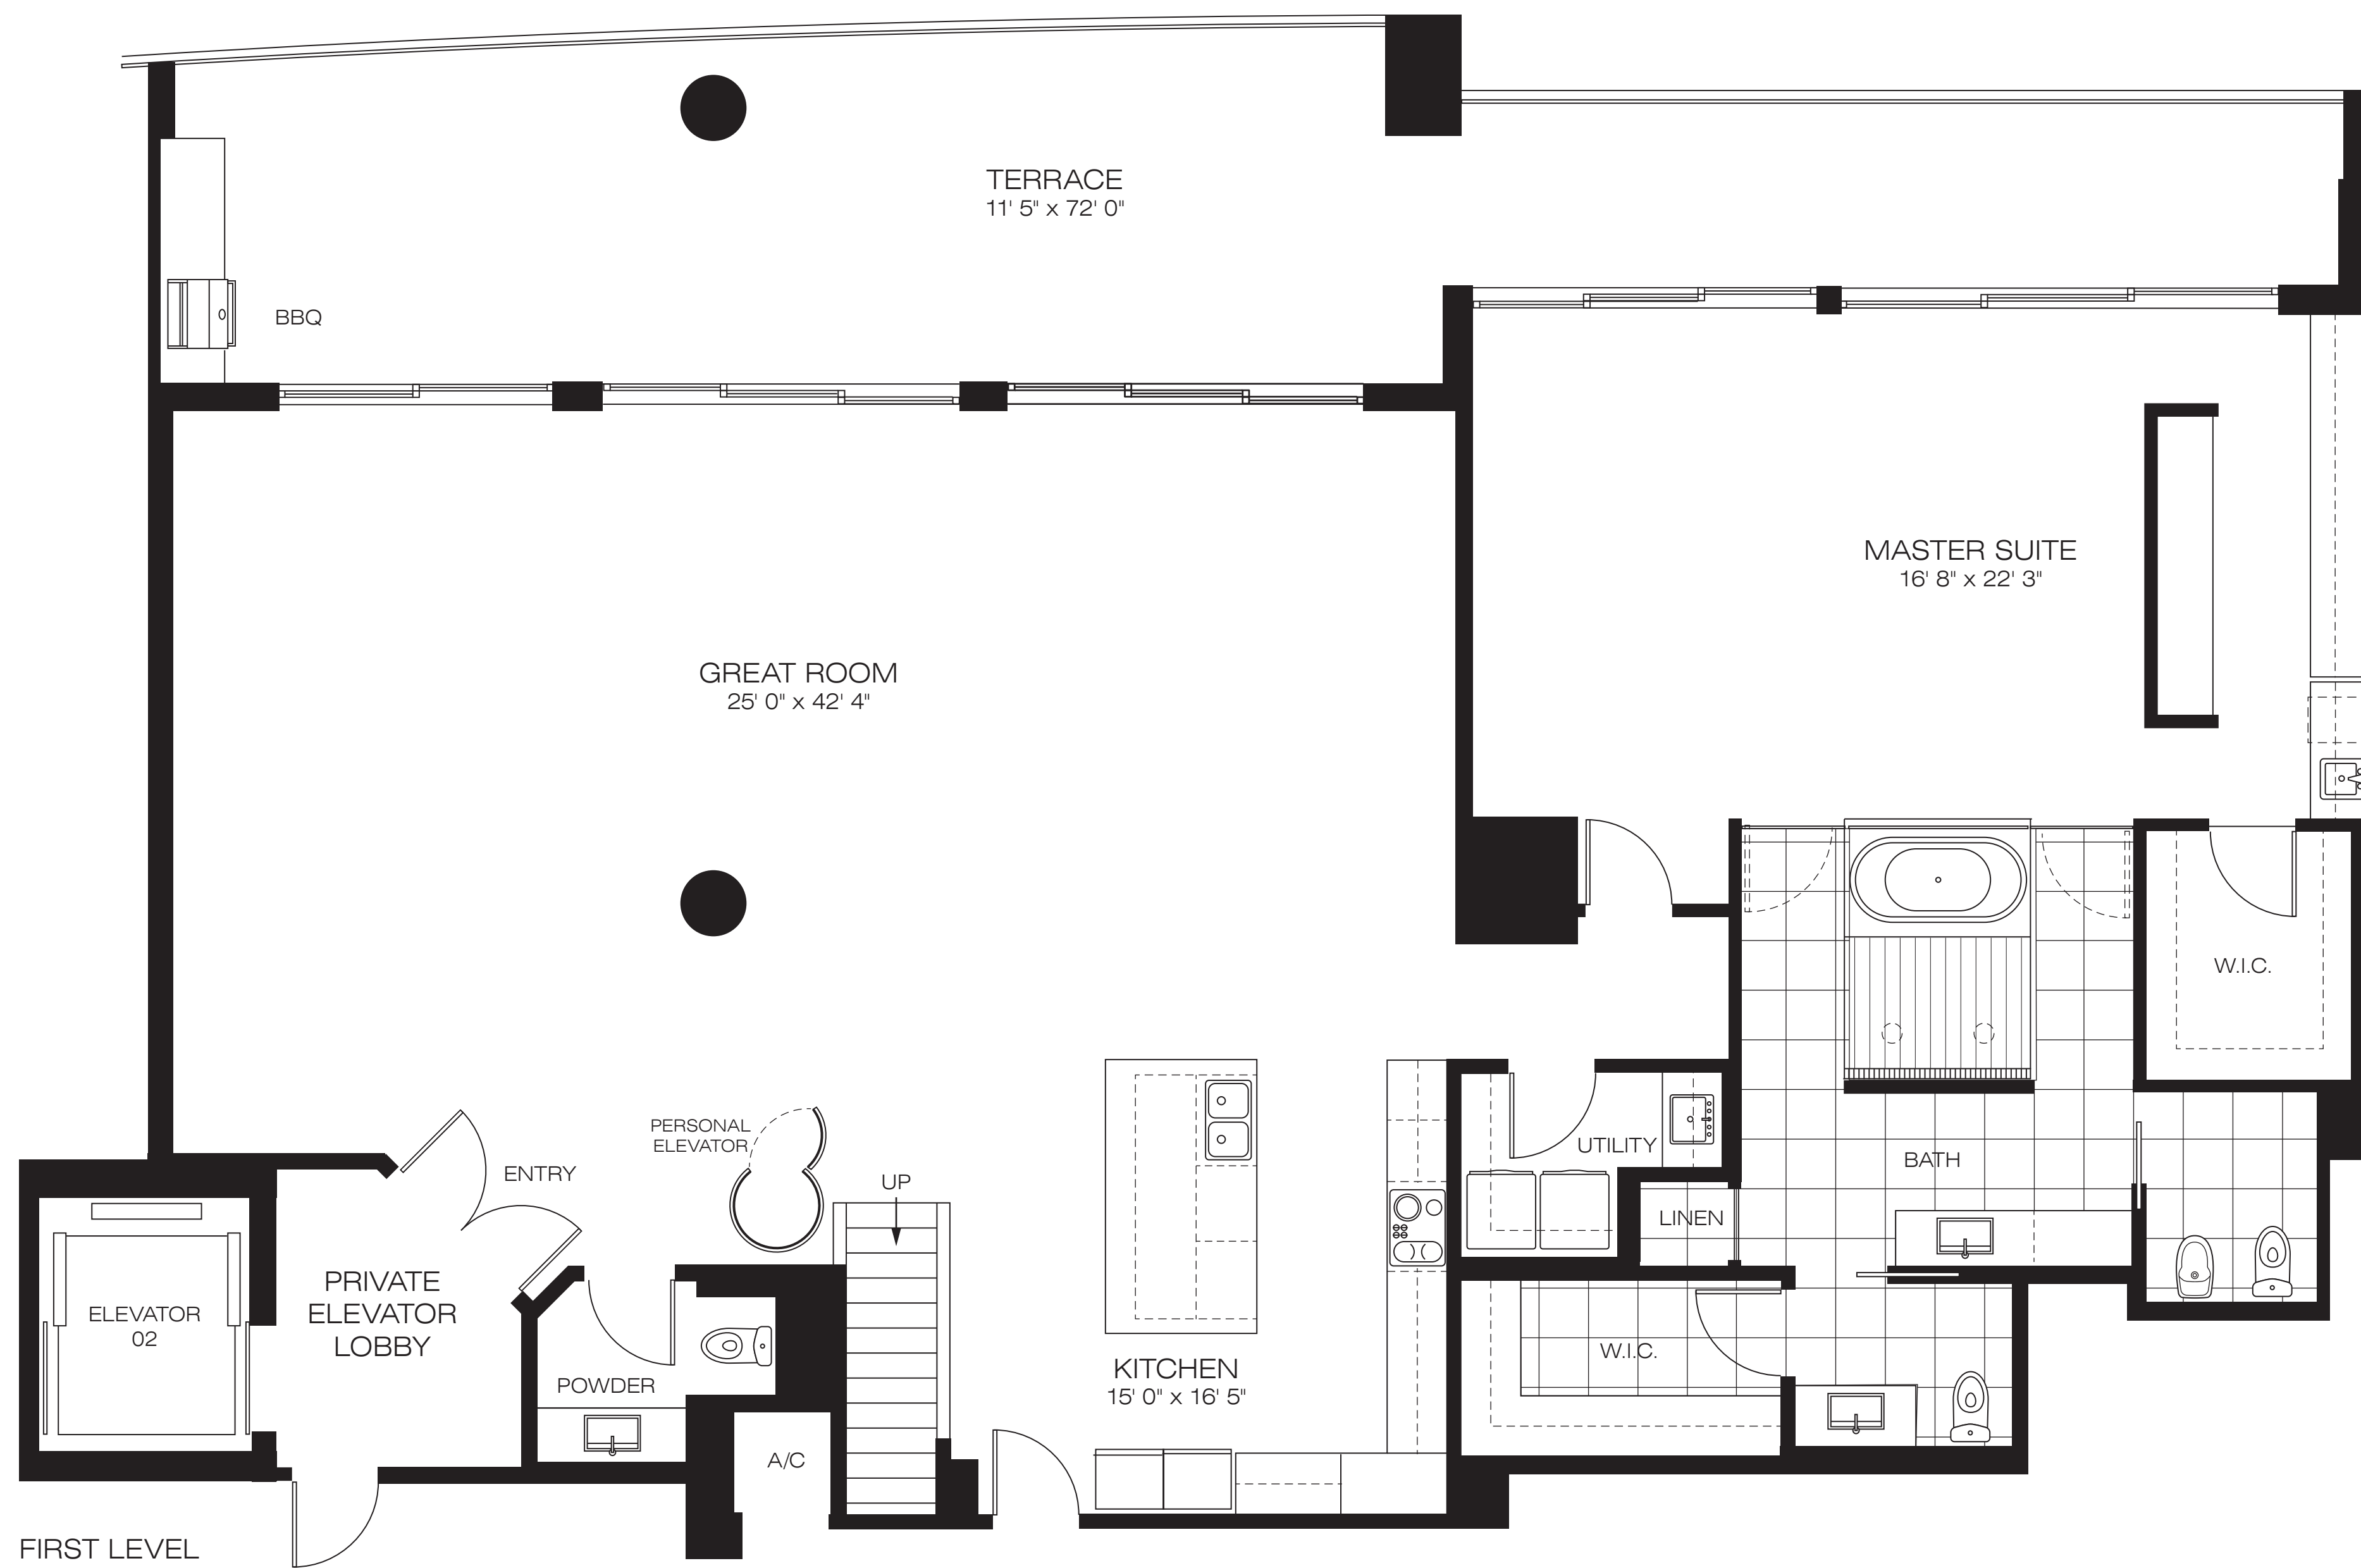 TERRACE
11' 5" x 72' 0"
BBQ
MASTER SUITE
16' 8" x 22' 3"
GREAT ROOM
25' 0" x 42' 4"
W.I.C.
PERSONAL
ELEVATOR
ENTRY
UP
UTILITY
BATH
LINEN
PRIVATE
ELEVATOR
LOBBY
ELEVATOR
02
POWDER
KITCHEN
15' 0" x 16' 5"
W.I.C.
A/C
FIRST LEVEL